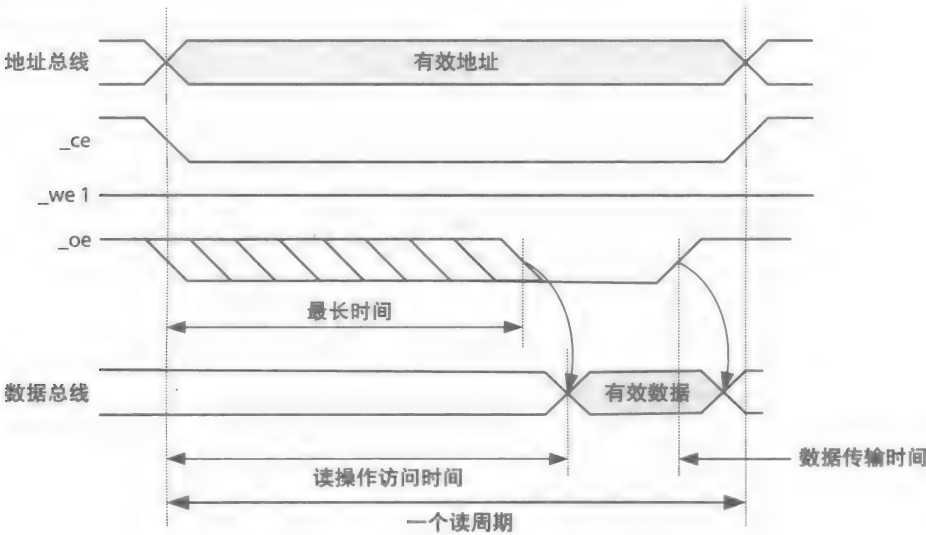 地址总线
有效地址
_ce
_we 1
_oe
最长时间
数据总线
有效数据
读操作访问时间
数据传输时间
一个读周期